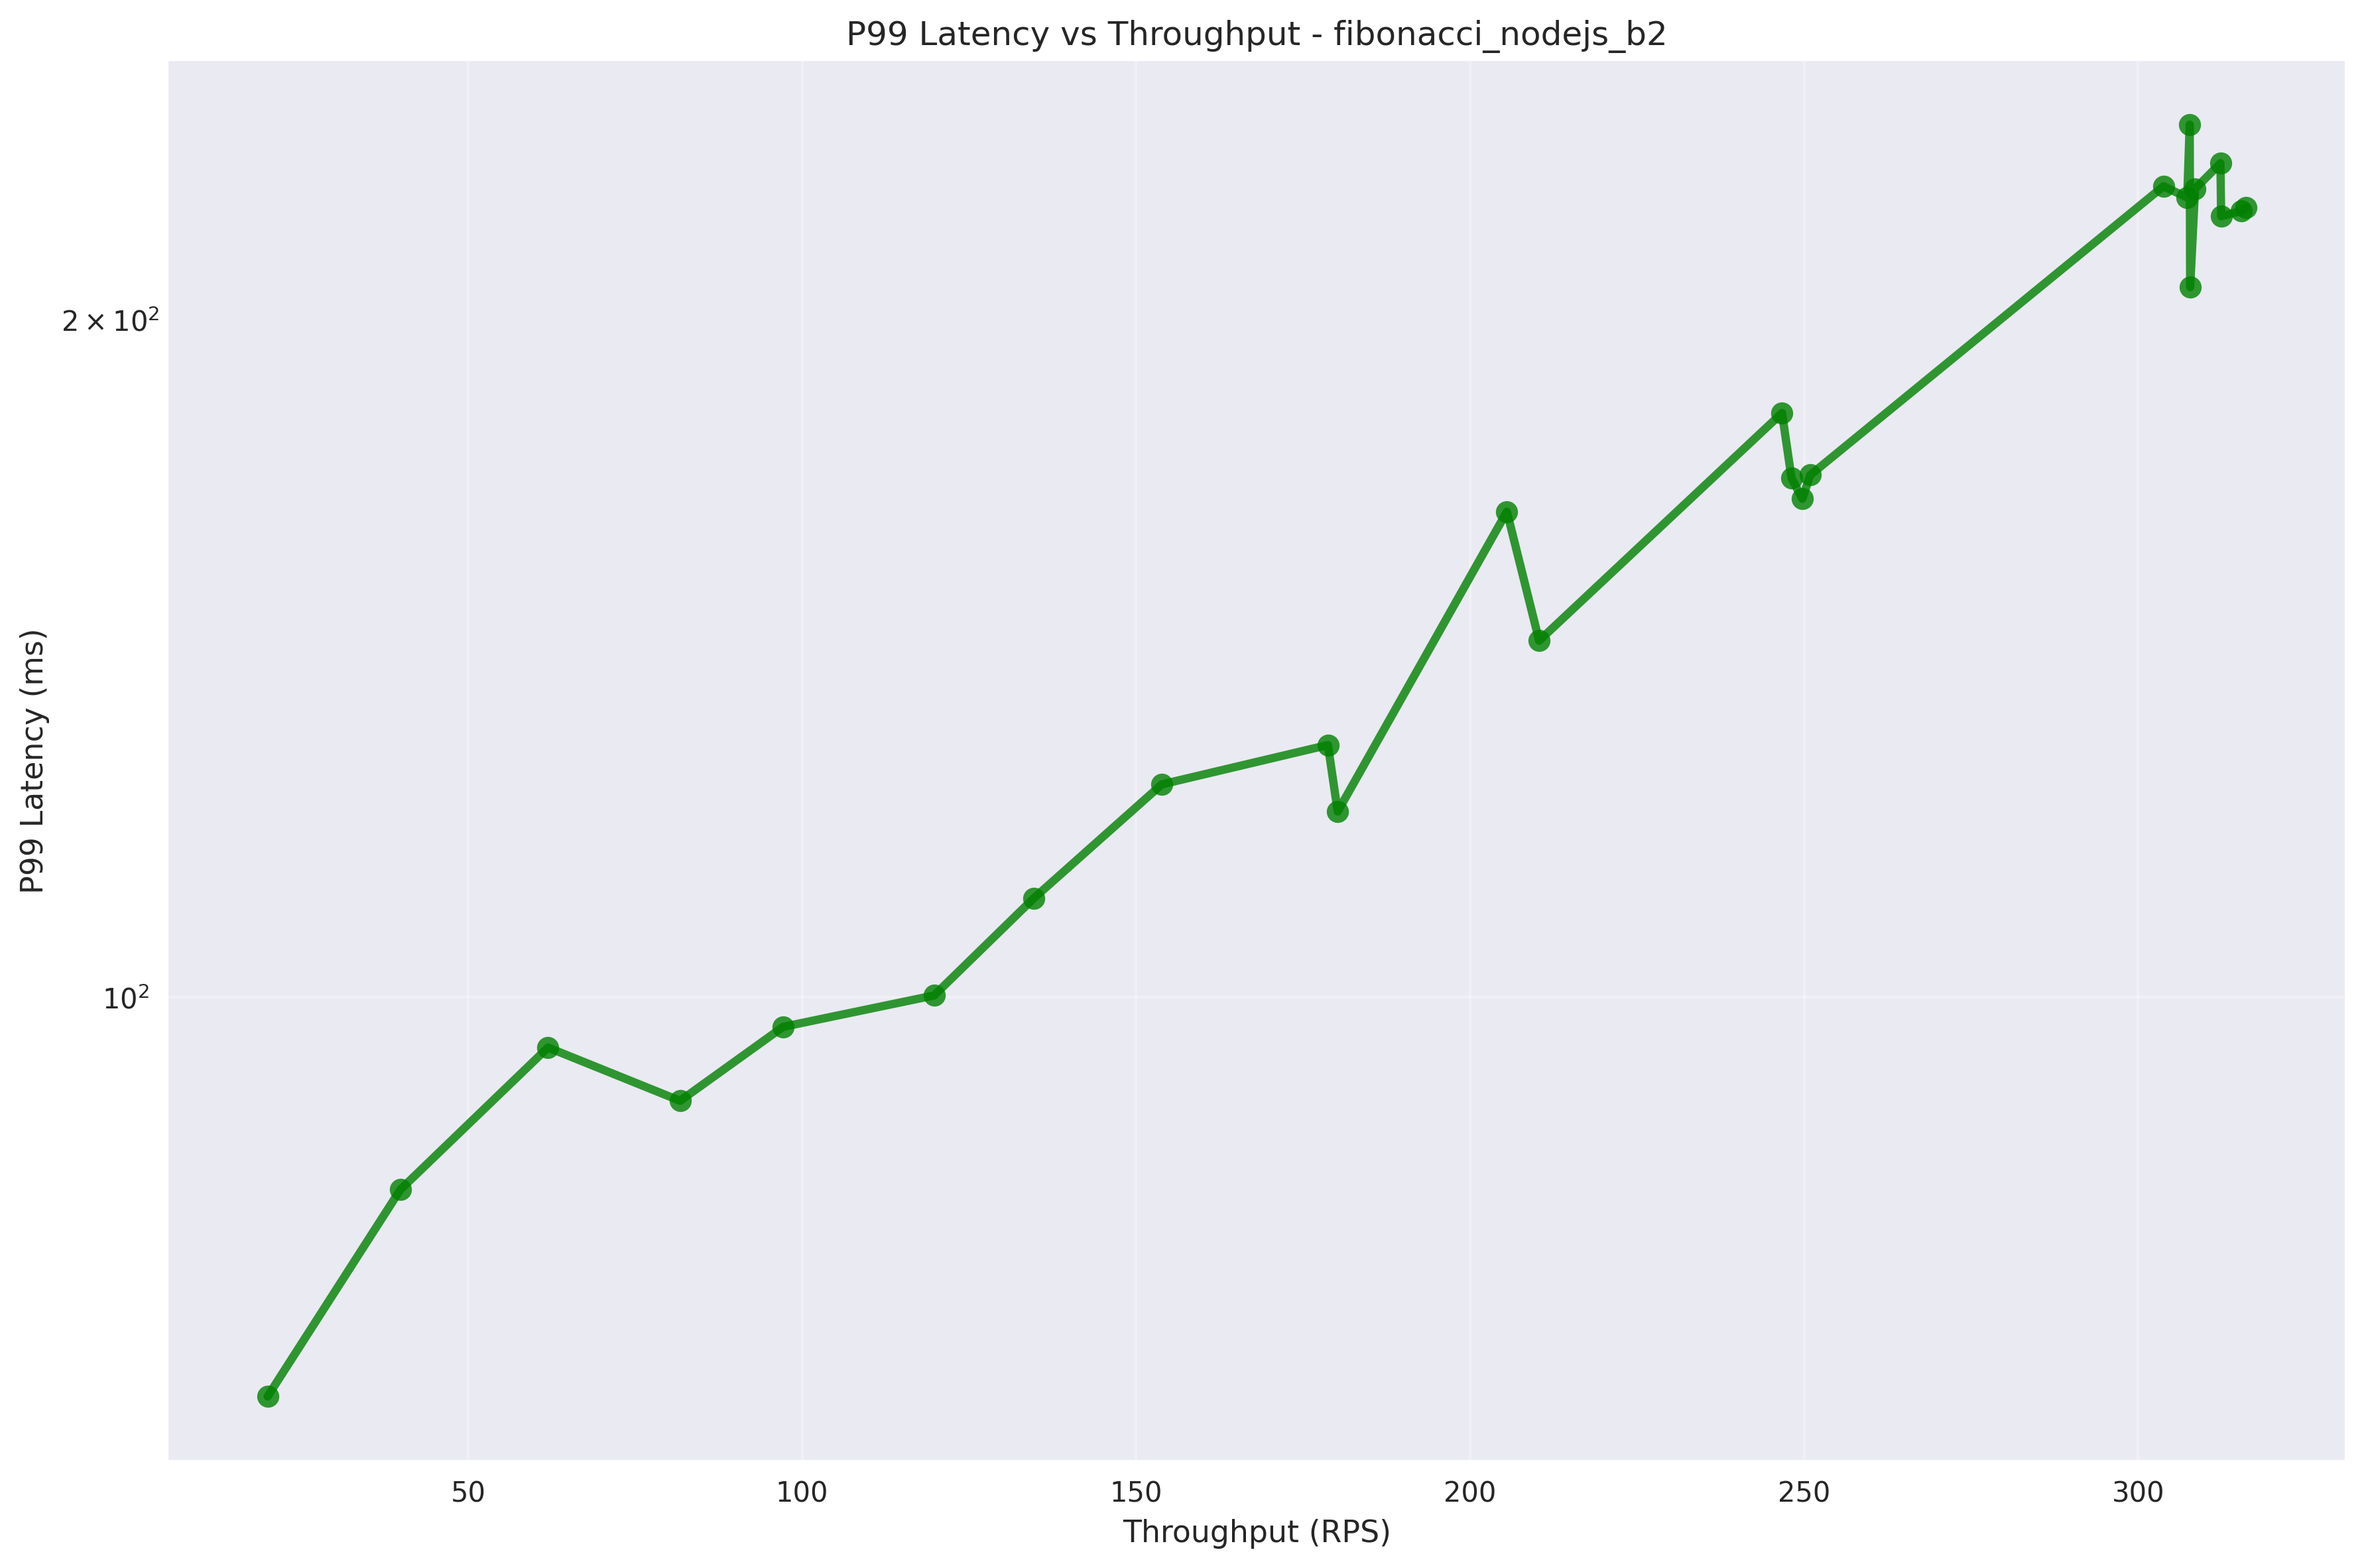 P99 Latency vs Throughput - fibonacci_nodejs_b2
P99 Latency (ms)
2 × 10²
10²
50 100 150 200 250 300
Throughput (RPS)